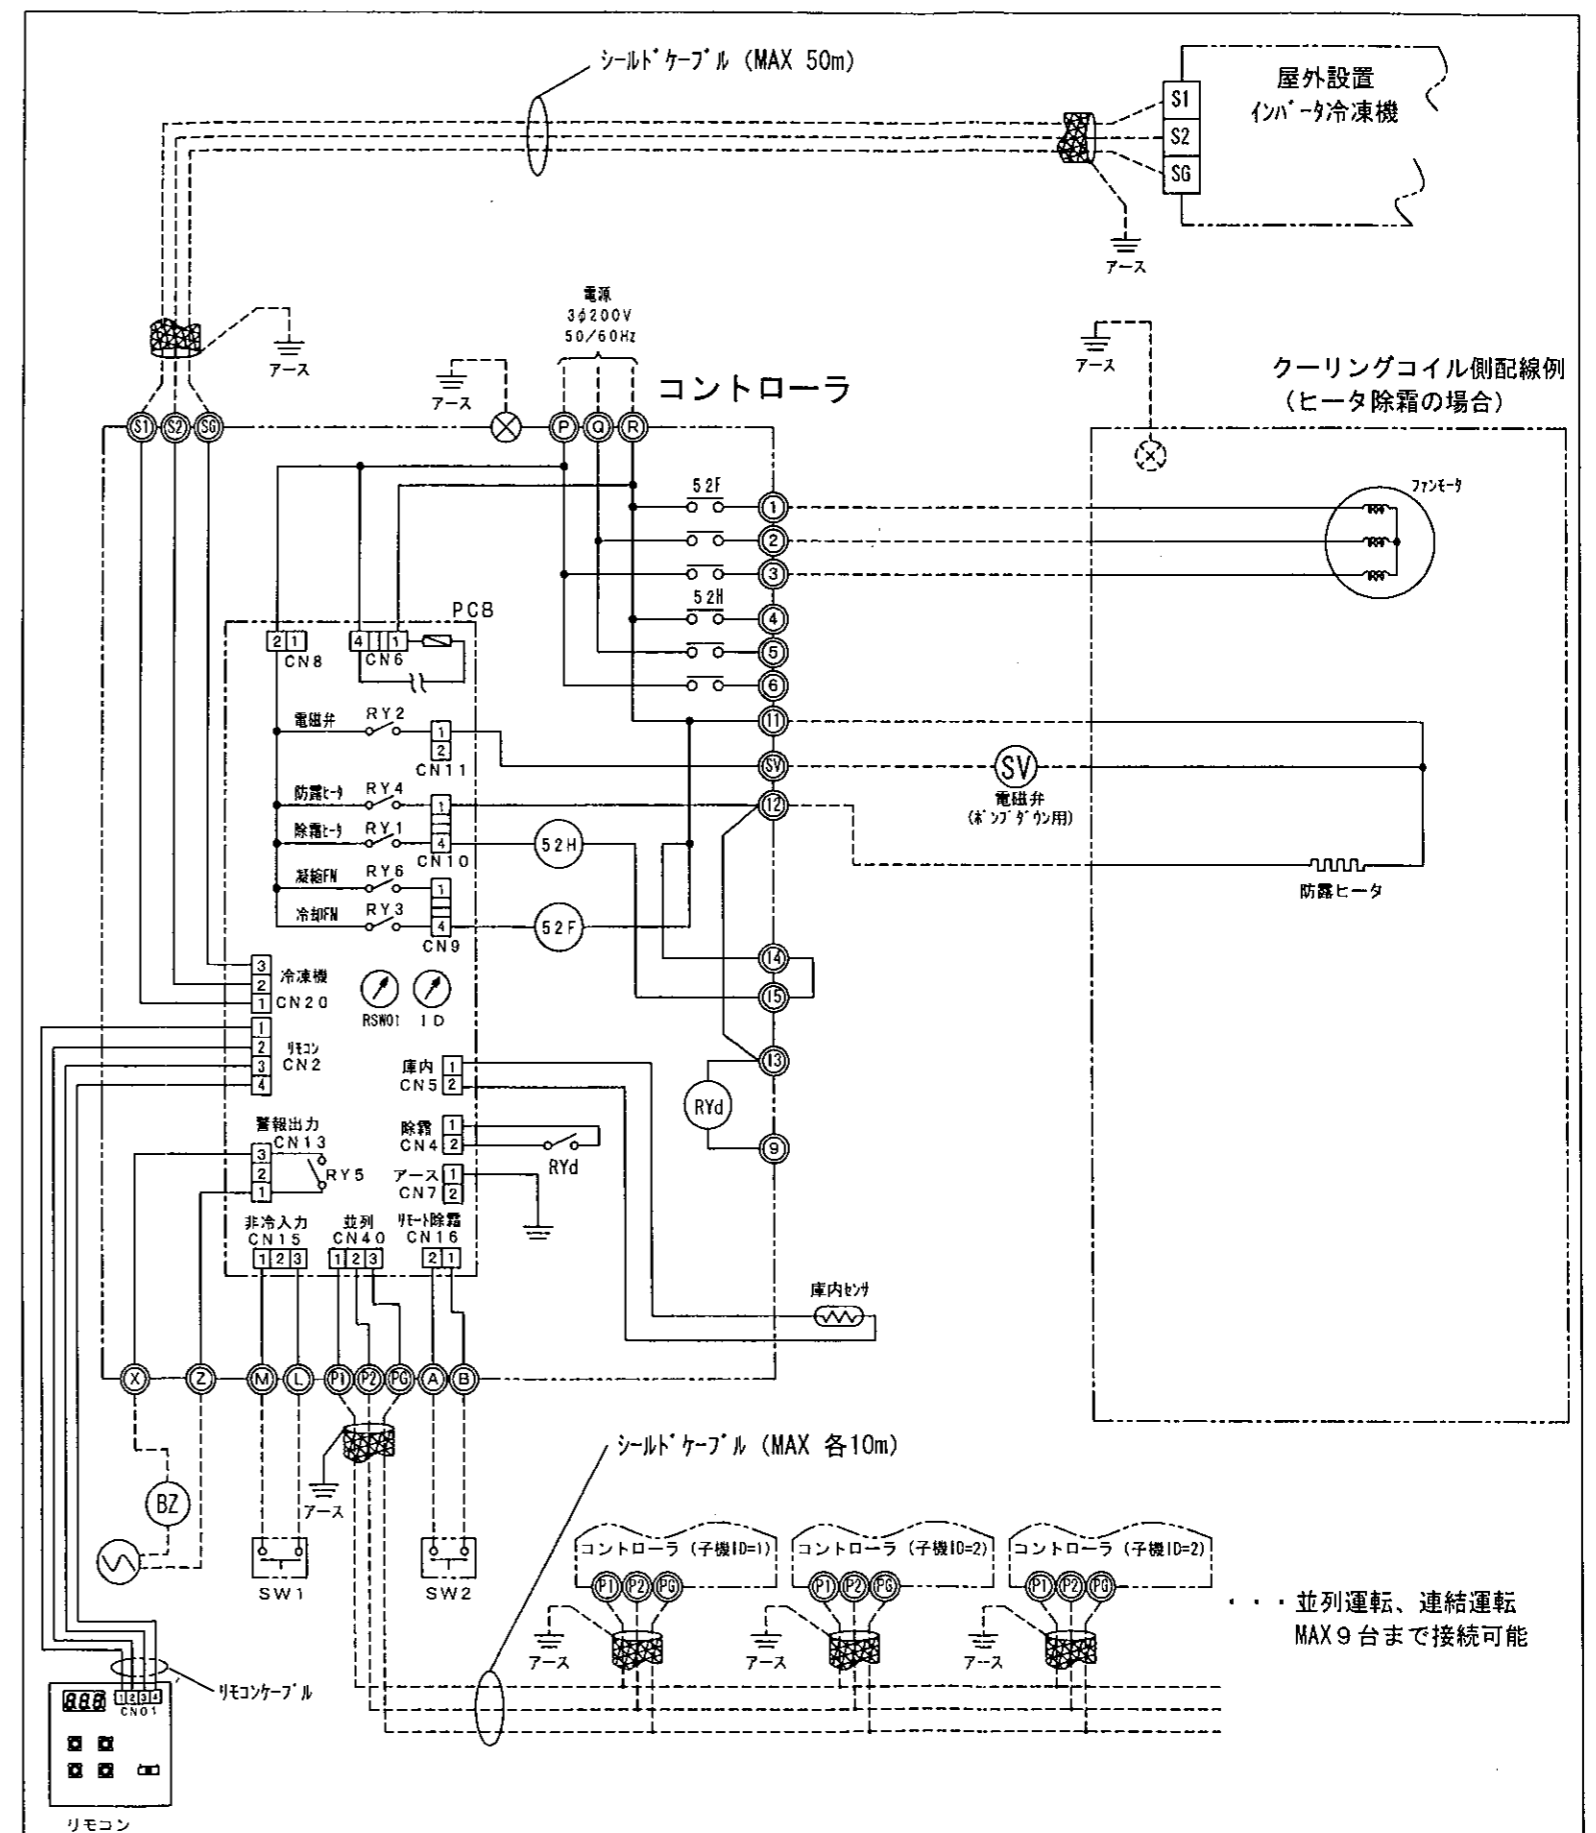 シールドケーブル (MAX 50m)
屋外設置
インバータ冷凍機
S1
S2
SG
アース
アース
電源
3φ200V
50/60Hz
アース
コントローラ
アース
クーリングコイル側配線例
(ヒータ除霜の場合)
S1 S2 SG
P Q R
52F
1
2
3
52H
4
5
6
ファンモータ
PCB
2 1
CN8
4 1
CN6
11
電磁弁 RY2
1
2
CN11
SV
SV
電磁弁
(ポンプダウン用)
防露ヒータ RY4
1
12
除霜ヒータ RY1
4
CN10
52H
防露ヒータ
凝縮FN RY6
1
冷却FN RY3
4
CN9
52F
14
15
3
2
1
冷凍機
CN20
RSW01 ID
1
2
3
4
リモコン
CN2
庫内
CN5
1
2
13
RYd
9
除霜
CN4
1
2
RYd
警報出力
CN13
3
2
1
RY5
アース
CN7
1
2
非冷入力
CN15
1 2 3
並列
CN40
1 2 3
リモート除霜
CN16
2 1
庫内センサ
X Z M L P1 P2 PG A B
シールドケーブル (MAX 各10m)
アース
BZ
SW1
SW2
コントローラ (子機ID=1)
コントローラ (子機ID=2)
コントローラ (子機ID=2)
P1 P2 PG
P1 P2 PG
P1 P2 PG
アース
アース
アース
・・・並列運転、連結運転
MAX9台まで接続可能
リモコンケーブル
888
1 2 3 4
CN01
リモコン